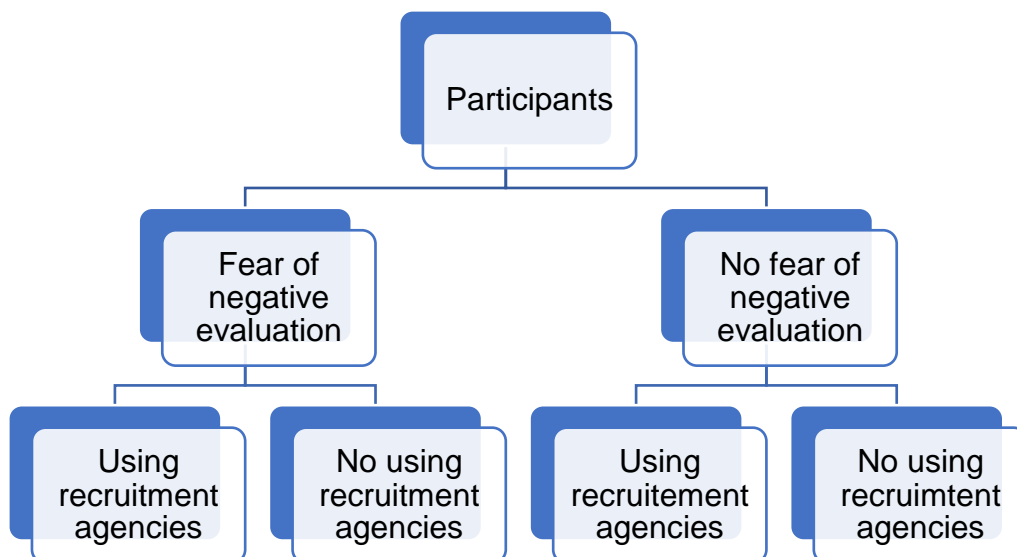 Participants
Fear of
negative
evaluation
No fear of
negative
evaluation
Using
recruitment
agencies
No using
recruitment
agencies
Using
recruitement
agencies
No using
recruimtent
agencies